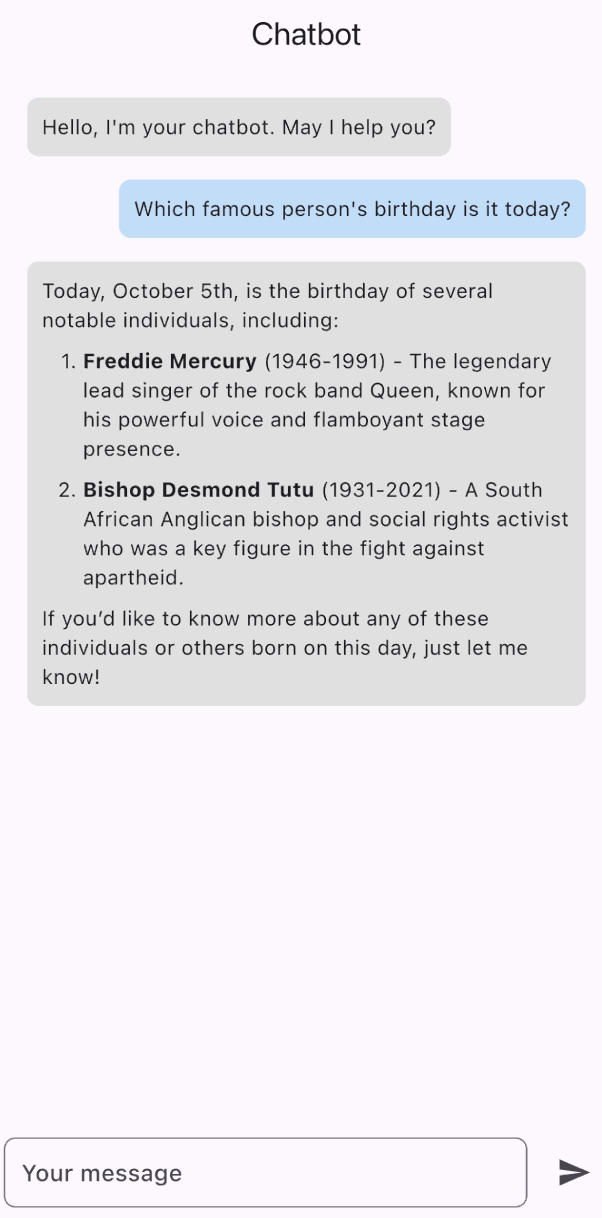 Chatbot
Hello, I'm your chatbot. May I help you?
Which famous person's birthday is it today?
Today, October 5th, is the birthday of several
notable individuals, including:
1. Freddie Mercury (1946-1991) - The legendary
lead singer of the rock band Queen, known for
his powerful voice and flamboyant stage
presence.
2. Bishop Desmond Tutu (1931-2021) - A South
African Anglican bishop and social rights activist
who was a key figure in the fight against
apartheid.
If you’d like to know more about any of these
individuals or others born on this day, just let me
know!
Your message